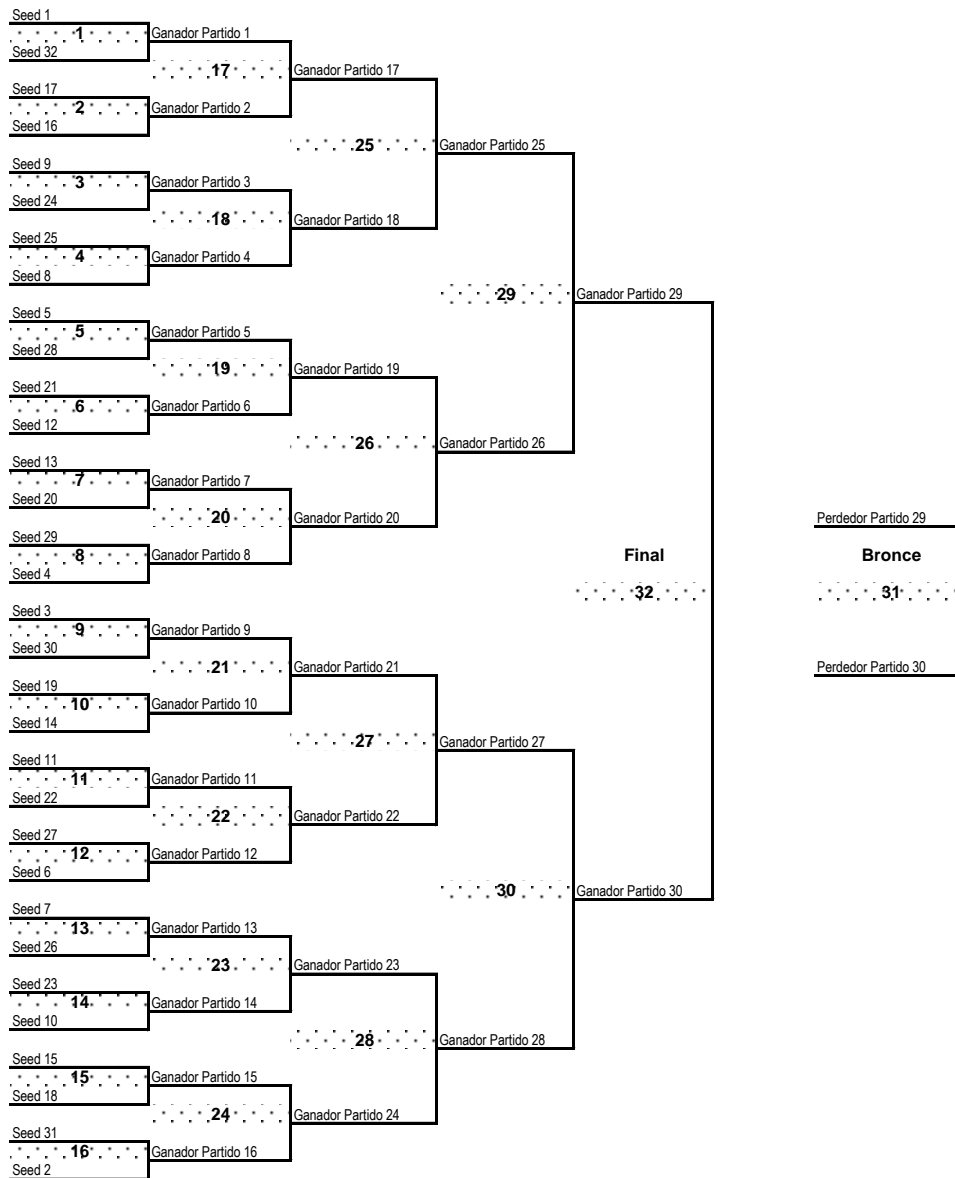 Seed 1
1
Ganador Partido 1
Seed 32
17
Ganador Partido 17
Seed 17
2
Ganador Partido 2
Seed 16
25
Ganador Partido 25
Seed 9
3
Ganador Partido 3
Seed 24
18
Ganador Partido 18
Seed 25
4
Ganador Partido 4
Seed 8
29
Ganador Partido 29
Seed 5
5
Ganador Partido 5
Seed 28
19
Ganador Partido 19
Seed 21
6
Ganador Partido 6
Seed 12
26
Ganador Partido 26
Seed 13
7
Ganador Partido 7
Seed 20
20
Ganador Partido 20
Perdedor Partido 29
Seed 29
8
Ganador Partido 8
Final
Bronce
Seed 4
32
31
Seed 3
9
Ganador Partido 9
Seed 30
21
Ganador Partido 21
Perdedor Partido 30
Seed 19
10
Ganador Partido 10
Seed 14
27
Ganador Partido 27
Seed 11
11
Ganador Partido 11
Seed 22
22
Ganador Partido 22
Seed 27
12
Ganador Partido 12
Seed 6
30
Ganador Partido 30
Seed 7
13
Ganador Partido 13
Seed 26
23
Ganador Partido 23
Seed 23
14
Ganador Partido 14
Seed 10
28
Ganador Partido 28
Seed 15
15
Ganador Partido 15
Seed 18
24
Ganador Partido 24
Seed 31
16
Ganador Partido 16
Seed 2